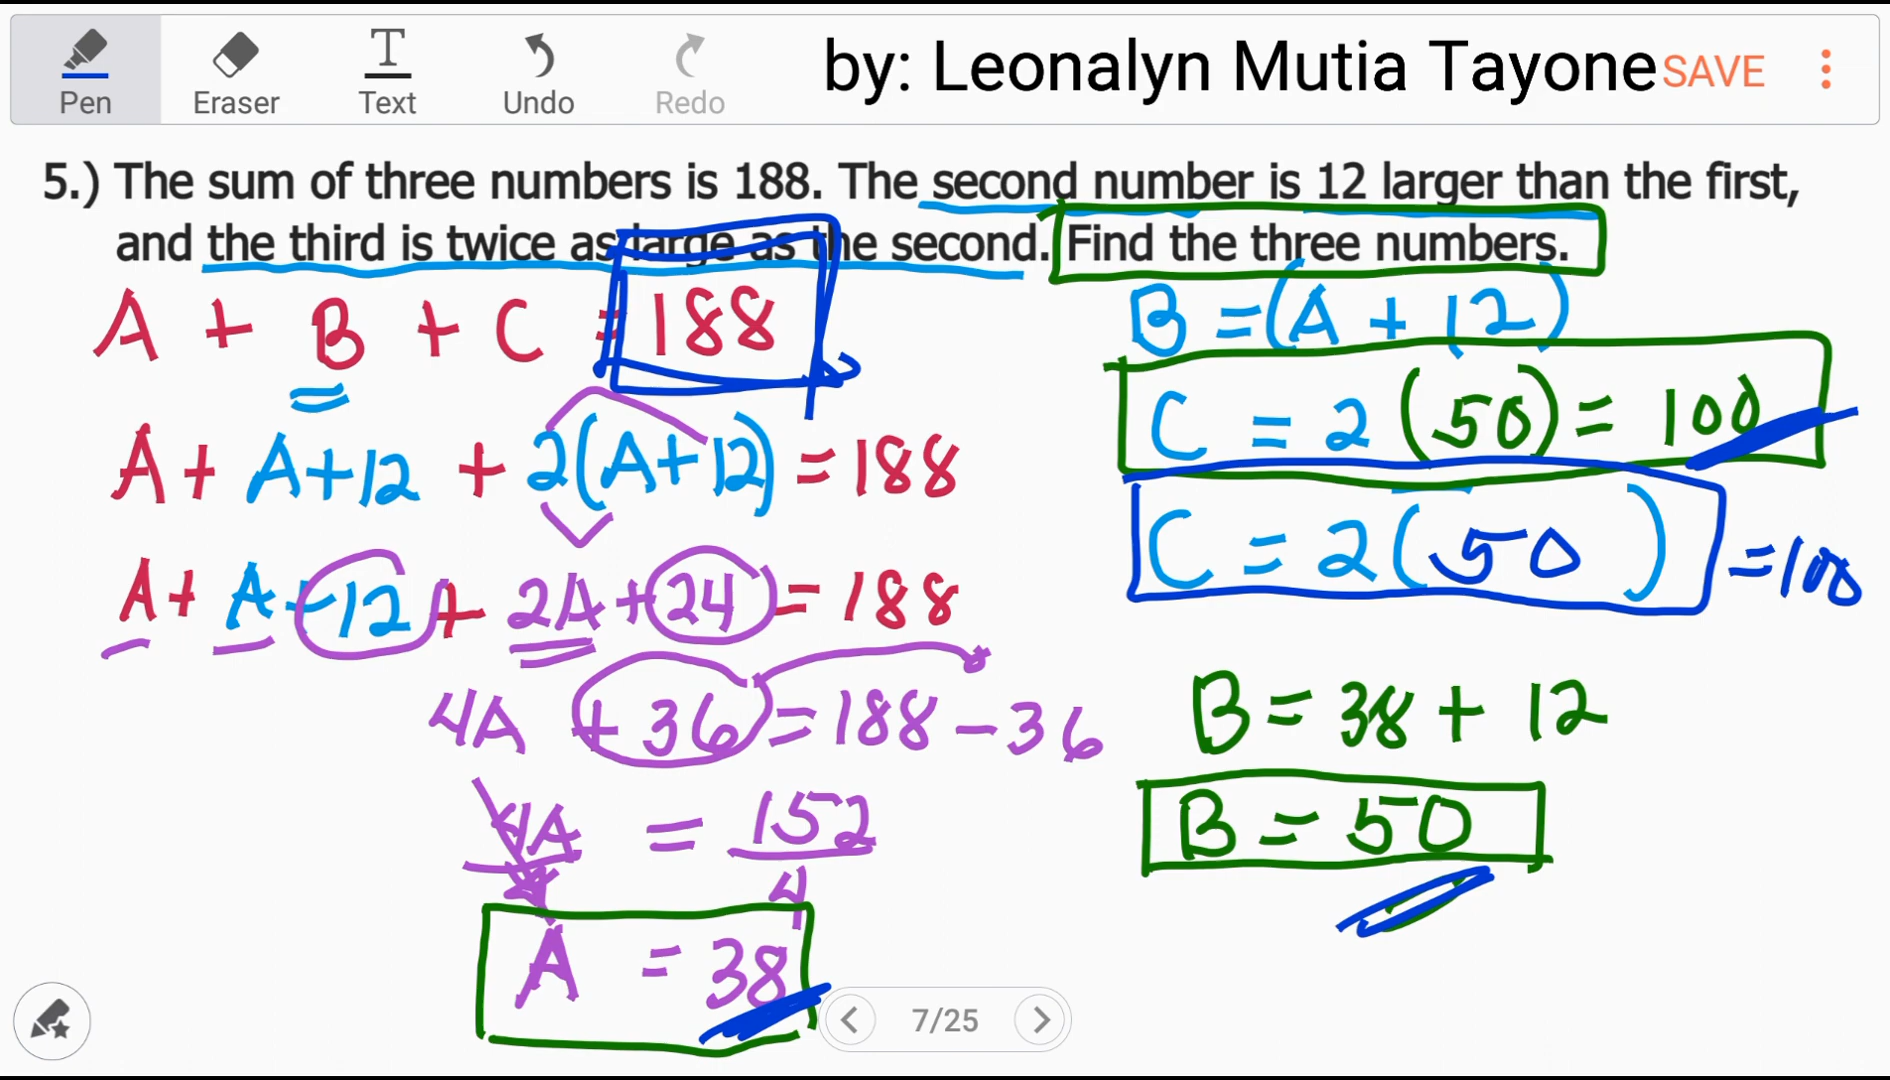 Pen Eraser Text Undo Redo by: Leonalyn Mutia Tayone SAVE
5.) The sum of three numbers is 188. The second number is 12 larger than the first,
and the third is twice as large as the second. Find the three numbers.
A + B + C = 188
B = (A + 12)
C = 2 (50) = 100
A + A+12 + 2(A+12) = 188
C = 2(50) = 100
A + A+12 + 2A + 24 = 188
4A + 36 = 188 - 36
B = 38 + 12
4A = 152
4 4
B = 50
A = 38
7/25